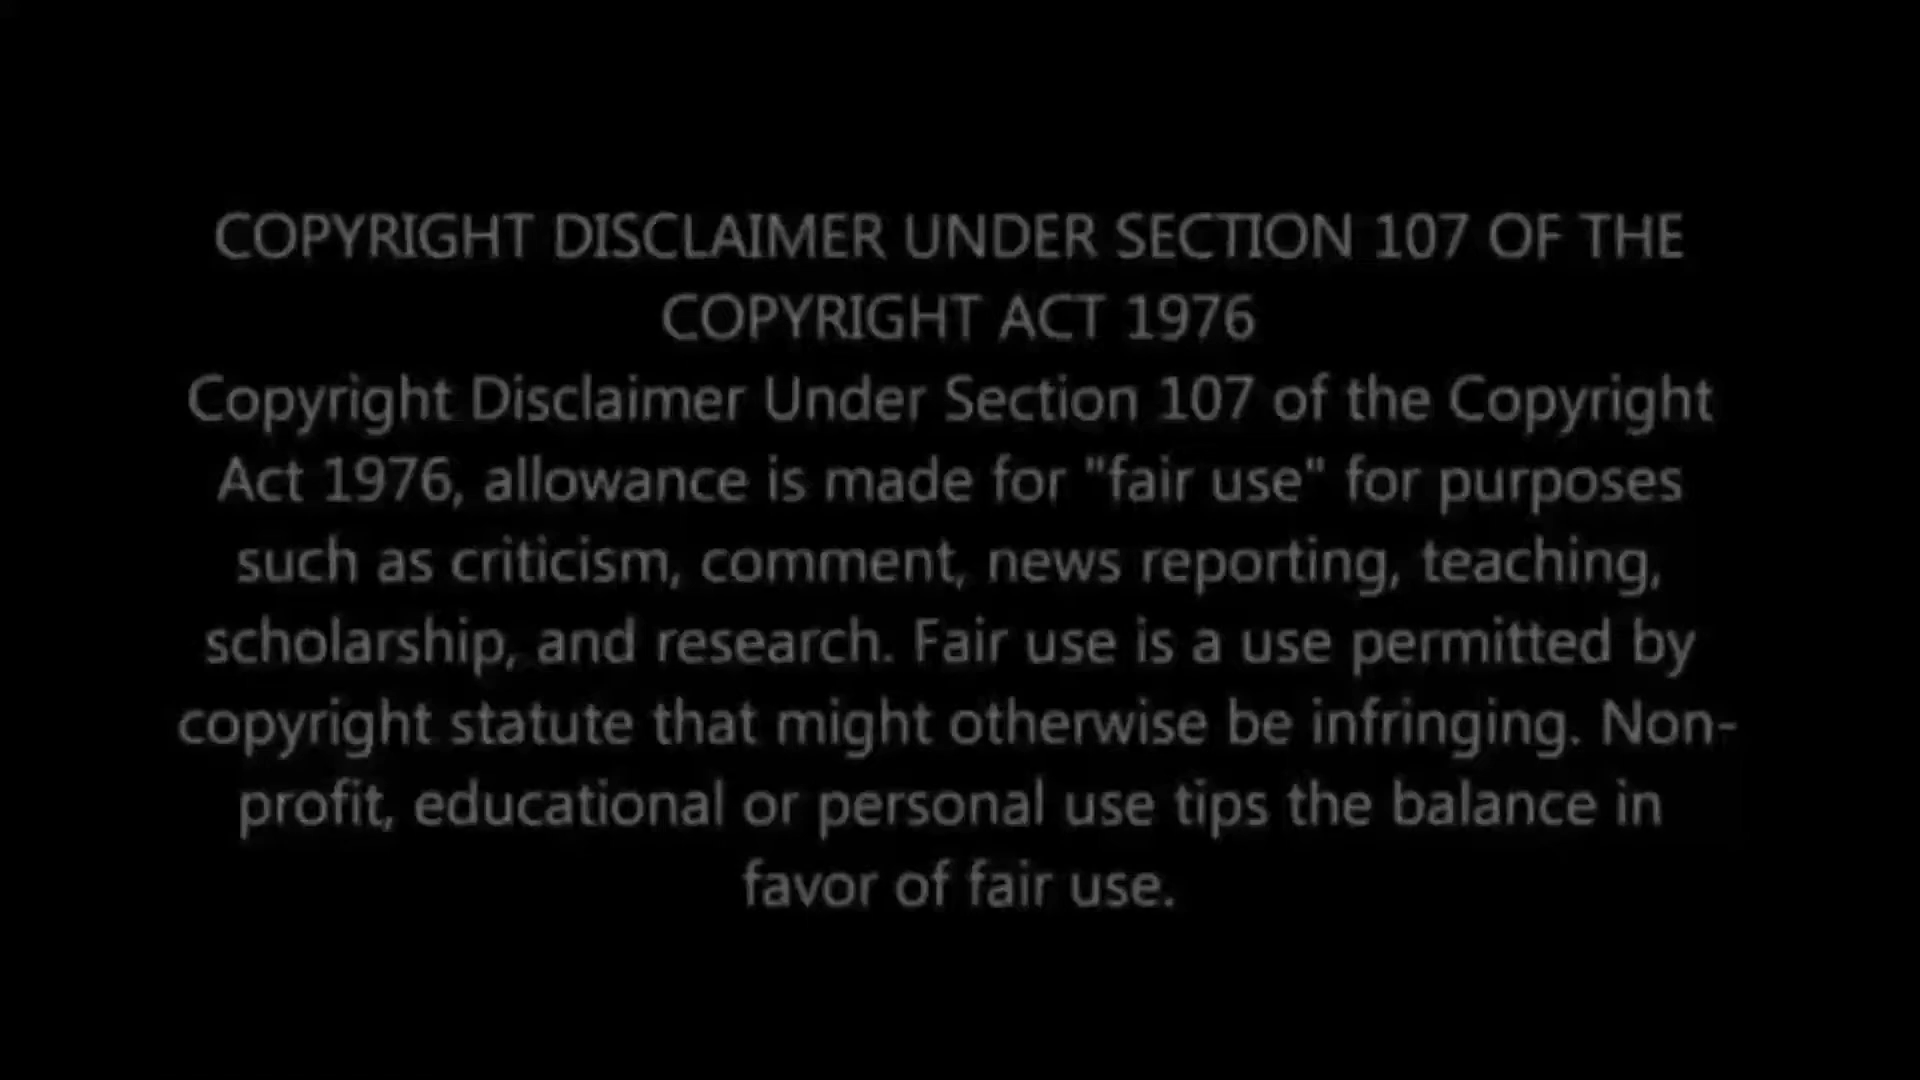 COPYRIGHT DISCLAIMER UNDER SECTION 107 OF THE
COPYRIGHT ACT 1976
Copyright Disclaimer Under Section 107 of the Copyright
Act 1976, allowance is made for "fair use" for purposes
such as criticism, comment, news reporting, teaching,
scholarship, and research. Fair use is a use permitted by
copyright statute that might otherwise be infringing. Non-
profit, educational or personal use tips the balance in
favor of fair use.